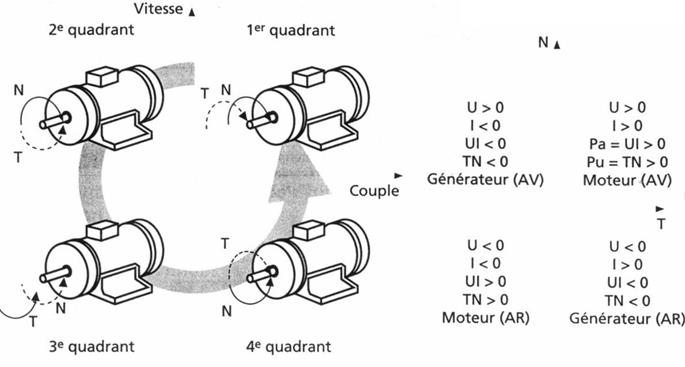 Vitesse
2e quadrant
1er quadrant
N
T
T
N
Couple
T
N
T
N
3e quadrant
4e quadrant
N
U > 0
I < 0
UI < 0
TN < 0
Générateur (AV)
U > 0
I > 0
Pa = UI > 0
Pu = TN > 0
Moteur (AV)
T
U < 0
I < 0
UI > 0
TN > 0
Moteur (AR)
U < 0
I > 0
UI < 0
TN < 0
Générateur (AR)